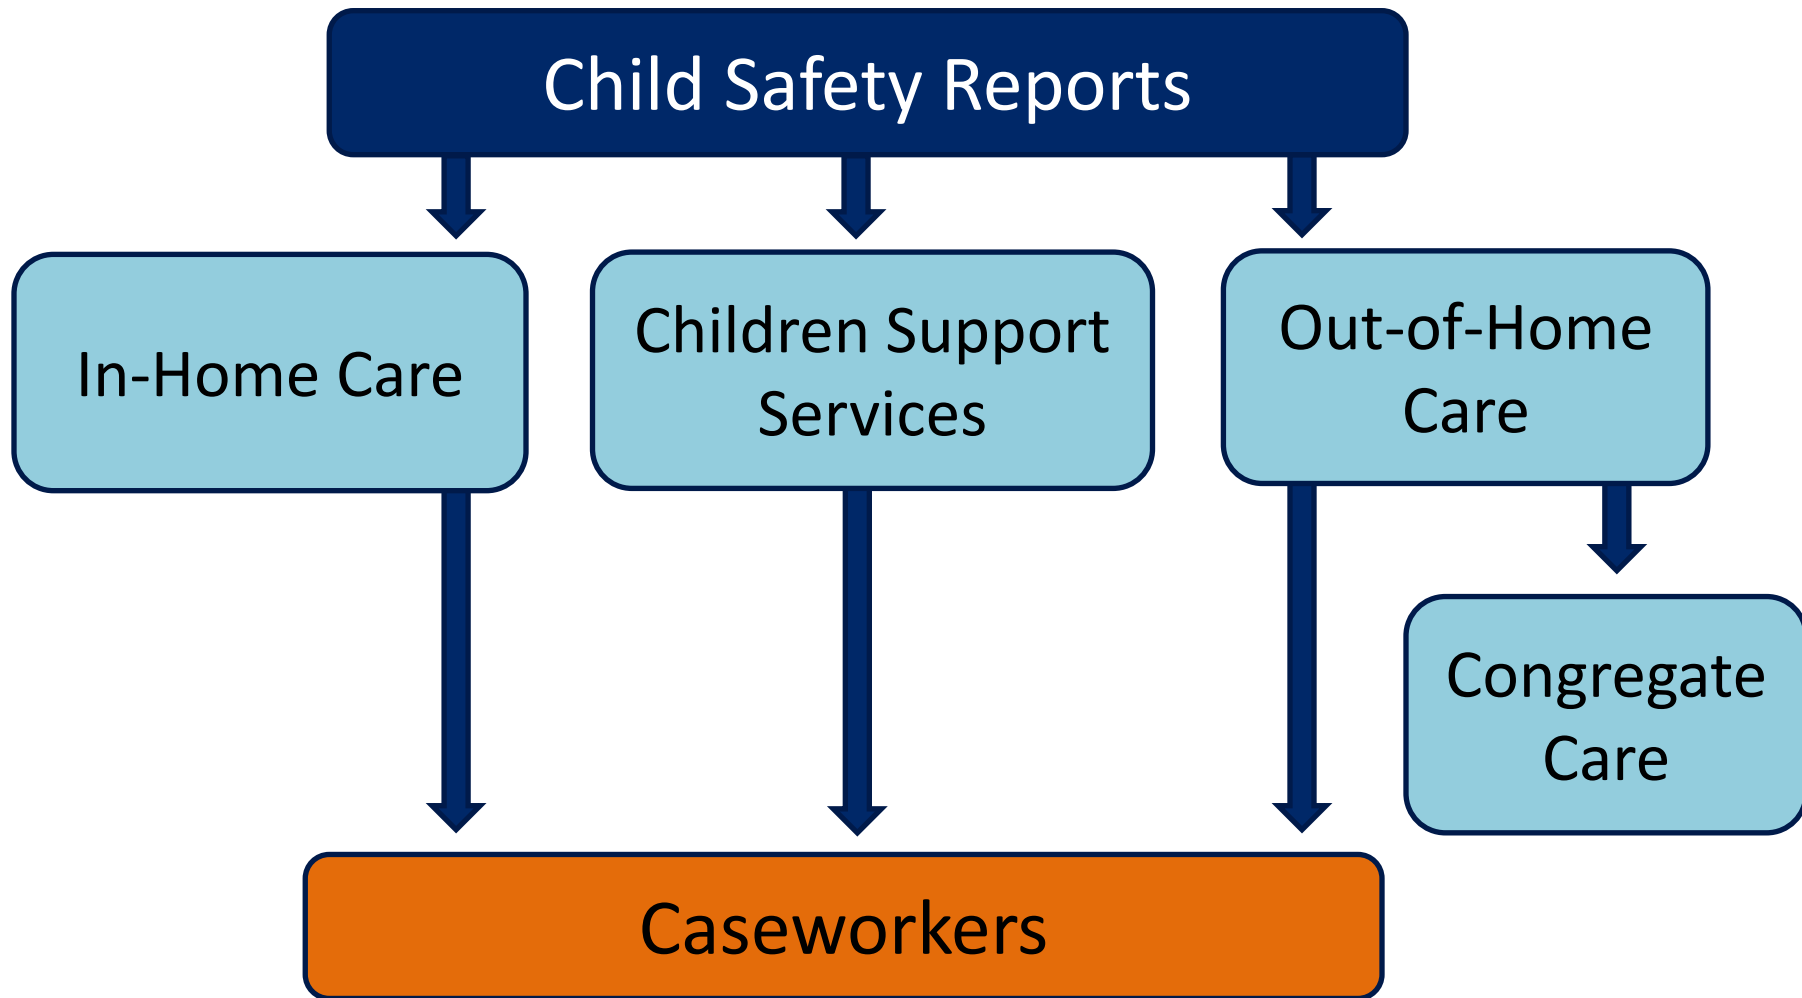 Child Safety Reports
In-Home Care
Children Support
Services
Out-of-Home
Care
Congregate
Care
Caseworkers